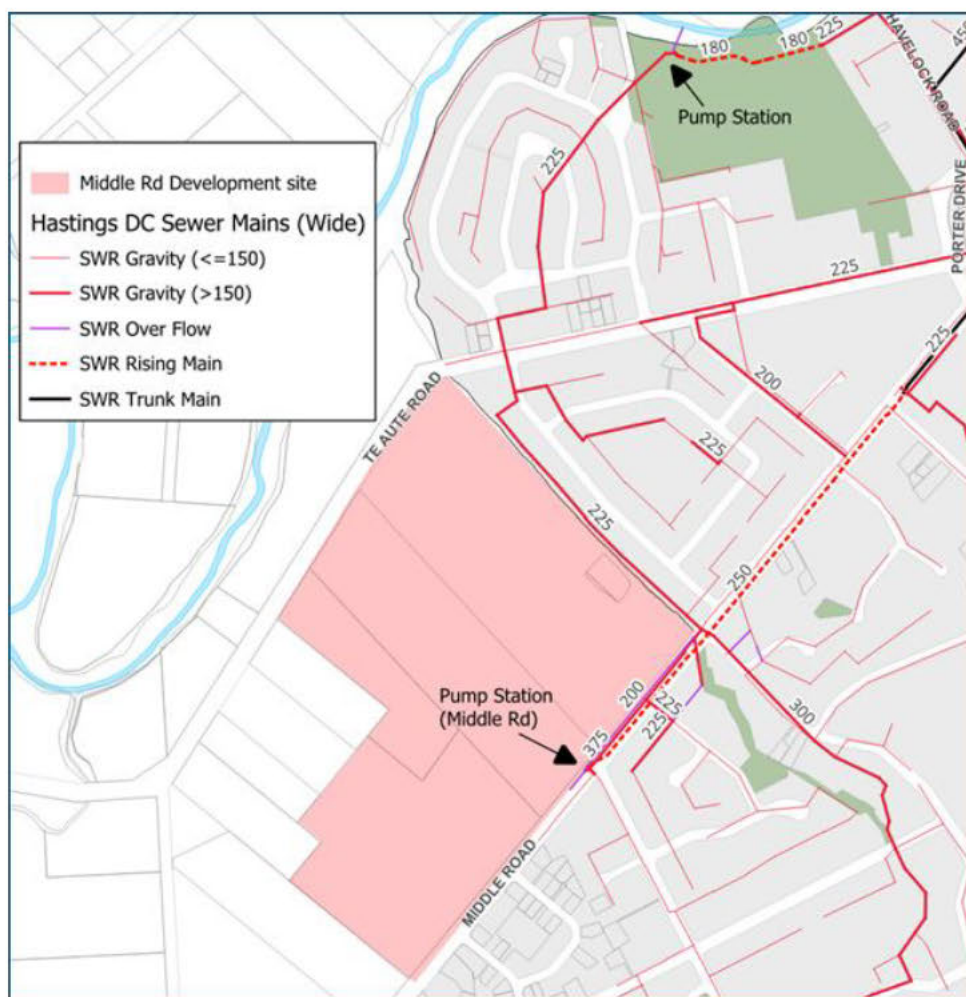 180
180
225
HAVELOCK ROAD
450
Pump Station
225
PORTER DRIVE
Middle Rd Development site
Hastings DC Sewer Mains (Wide)
SWR Gravity (<=150)
SWR Gravity (>150)
SWR Over Flow
SWR Rising Main
SWR Trunk Main
225
225
200
TE AUTE ROAD
225
225
250
Pump Station
(Middle Rd)
200
225
225
300
375
MIDDLE ROAD